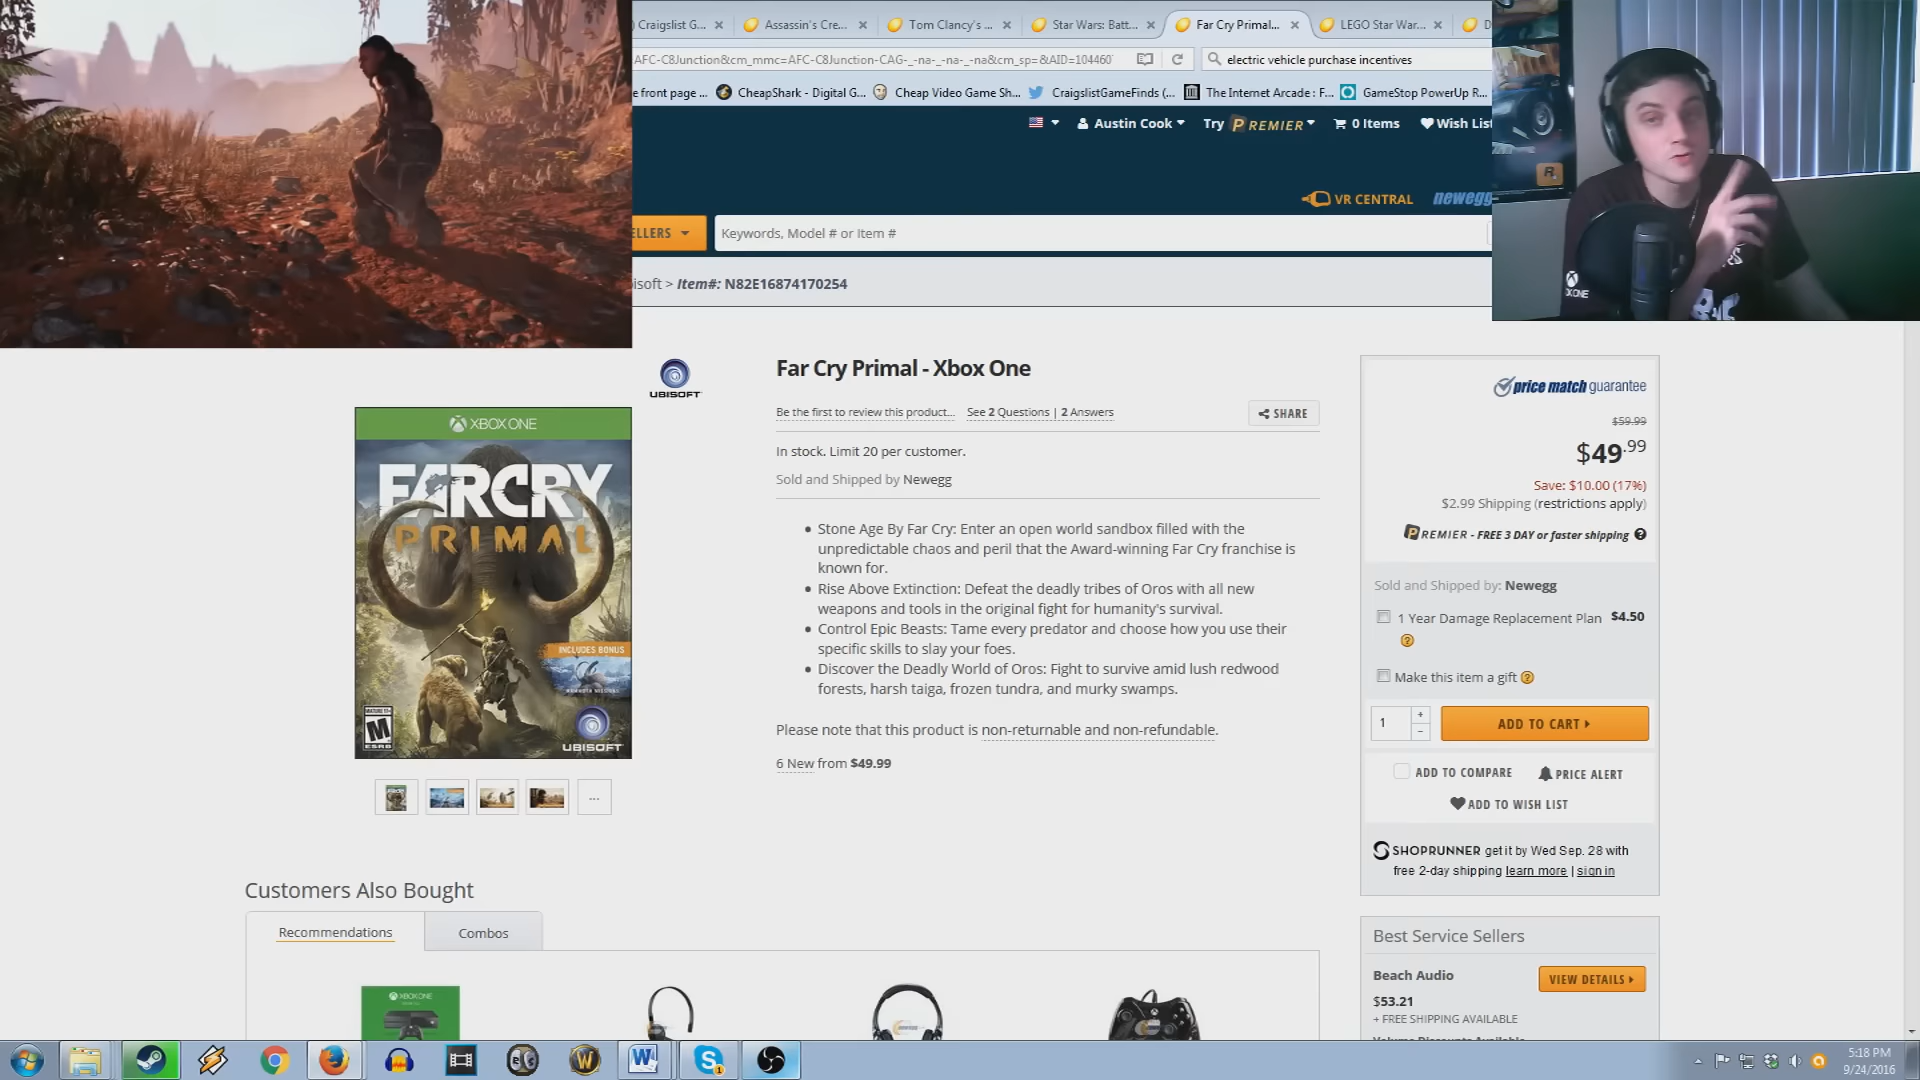 Craigslist G...
Assassin's Cre...
Tom Clancy's ...
Star Wars: Batt...
Far Cry Primal...
LEGO Star War...
D
AFC-C8Junction&cm_mmc=AFC-C8Junction-CAG-_-na-_-na-_-na&cm_sp=&AID=104460
electric vehicle purchase incentives
e front page ...
CheapShark - Digital G...
Cheap Video Game Sh...
CraigslistGameFinds (...
The Internet Arcade : F...
GameStop PowerUp R...
Austin Cook
Try PREMIER
0 Items
Wish List
VR CENTRAL
newegg
ELLERS
Keywords, Model # or Item #
isoft > Item#: N82E16874170254
XBOX ONE
UBISOFT
Far Cry Primal - Xbox One
Be the first to review this product...
See 2 Questions | 2 Answers
SHARE
In stock. Limit 20 per customer.
Sold and Shipped by Newegg
• Stone Age By Far Cry: Enter an open world sandbox filled with the
unpredictable chaos and peril that the Award-winning Far Cry franchise is
known for.
• Rise Above Extinction: Defeat the deadly tribes of Oros with all new
weapons and tools in the original fight for humanity's survival.
• Control Epic Beasts: Tame every predator and choose how you use their
specific skills to slay your foes.
• Discover the Deadly World of Oros: Fight to survive amid lush redwood
forests, harsh taiga, frozen tundra, and murky swamps.
Please note that this product is non-returnable and non-refundable.
6 New from $49.99
XBOX ONE
FARCRY
PRIMAL
INCLUDES BONUS
MATURE 17+
M
ESRB
UBISOFT
...
price match guarantee
$59.99
$49.99
Save: $10.00 (17%)
$2.99 Shipping (restrictions apply)
PREMIER - FREE 3 DAY or faster shipping ?
Sold and Shipped by: Newegg
1 Year Damage Replacement Plan $4.50
?
Make this item a gift ?
1
+
−
ADD TO CART
ADD TO COMPARE
PRICE ALERT
ADD TO WISH LIST
SHOPRUNNER get it by Wed Sep. 28 with
free 2-day shipping learn more | sign in
Customers Also Bought
Recommendations
Combos
XBOX ONE
Best Service Sellers
Beach Audio
VIEW DETAILS
$53.21
+ FREE SHIPPING AVAILABLE
Volume Discounts Available
5:18 PM
9/24/2016